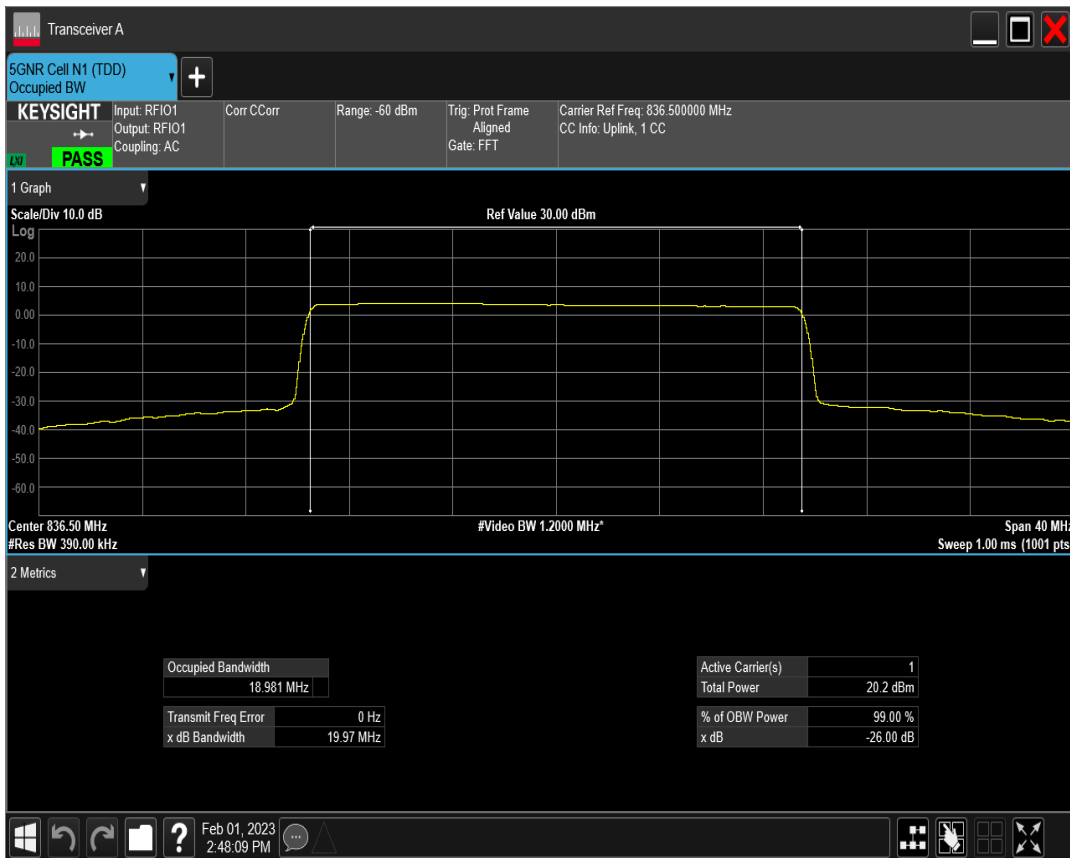 Transceiver A
5GNR Cell N1 (TDD)
Occupied BW
KEYSIGHT
LXI
PASS
Input: RFIO1
Output: RFIO1
Coupling: AC
Corr CCorr
Range: -60 dBm
Trig: Prot Frame
Aligned
Gate: FFT
Carrier Ref Freq: 836.500000 MHz
CC Info: Uplink, 1 CC
1 Graph
Scale/Div 10.0 dB
Ref Value 30.00 dBm
Log
20.0
10.0
0.00
-10.0
-20.0
-30.0
-40.0
-50.0
-60.0
Center 836.50 MHz
#Video BW 1.2000 MHz*
Span 40 MHz
#Res BW 390.00 kHz
Sweep 1.00 ms (1001 pts
2 Metrics
Occupied Bandwidth
18.981 MHz
Transmit Freq Error 0 Hz
x dB Bandwidth 19.97 MHz
Active Carrier(s) 1
Total Power 20.2 dBm
% of OBW Power 99.00 %
x dB -26.00 dB
?
Feb 01, 2023
2:48:09 PM